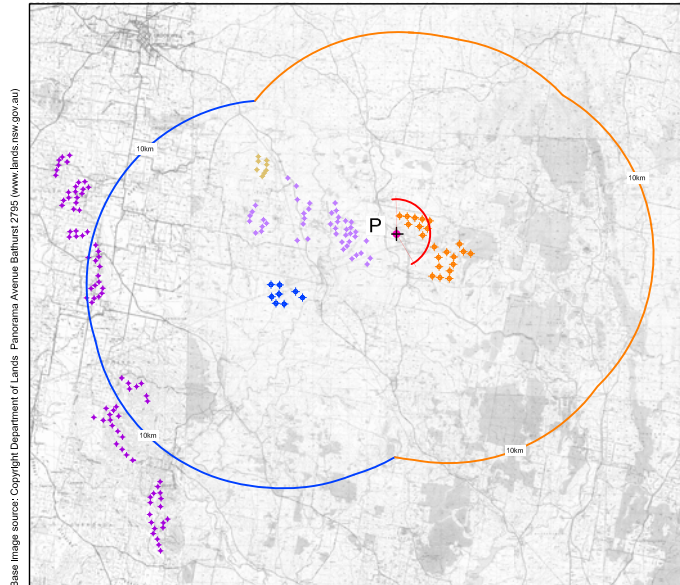 10km
10km
P
10km
10km
Base Image source: Copyright Department of Lands Panorama Avenue Bathurst 2795 (www.lands.nsw.gov.au)